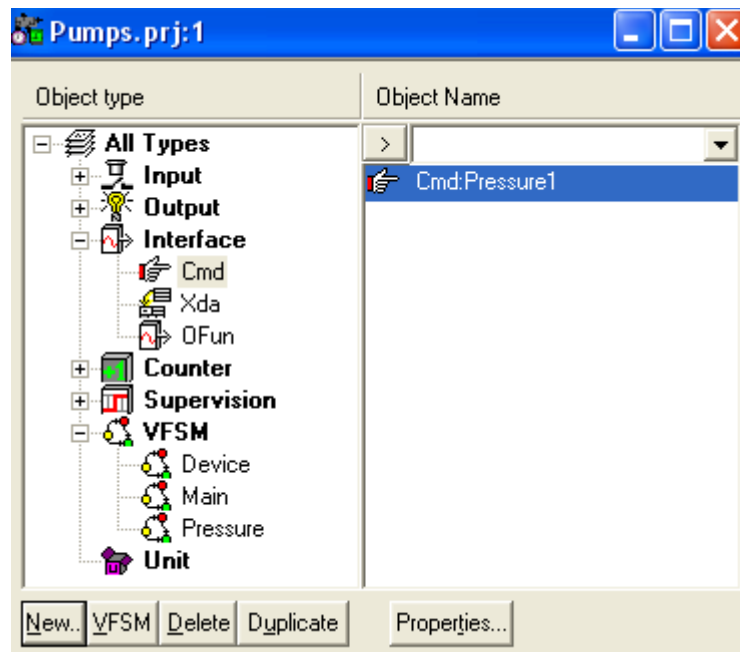 Pumps.prj:1
Object type Object Name
All Types
>
Input
Cmd:Pressure1
Output
Interface
Cmd
Xda
OFun
Counter
Supervision
VFSM
Device
Main
Pressure
Unit
New.. VFSM Delete Duplicate Properties...